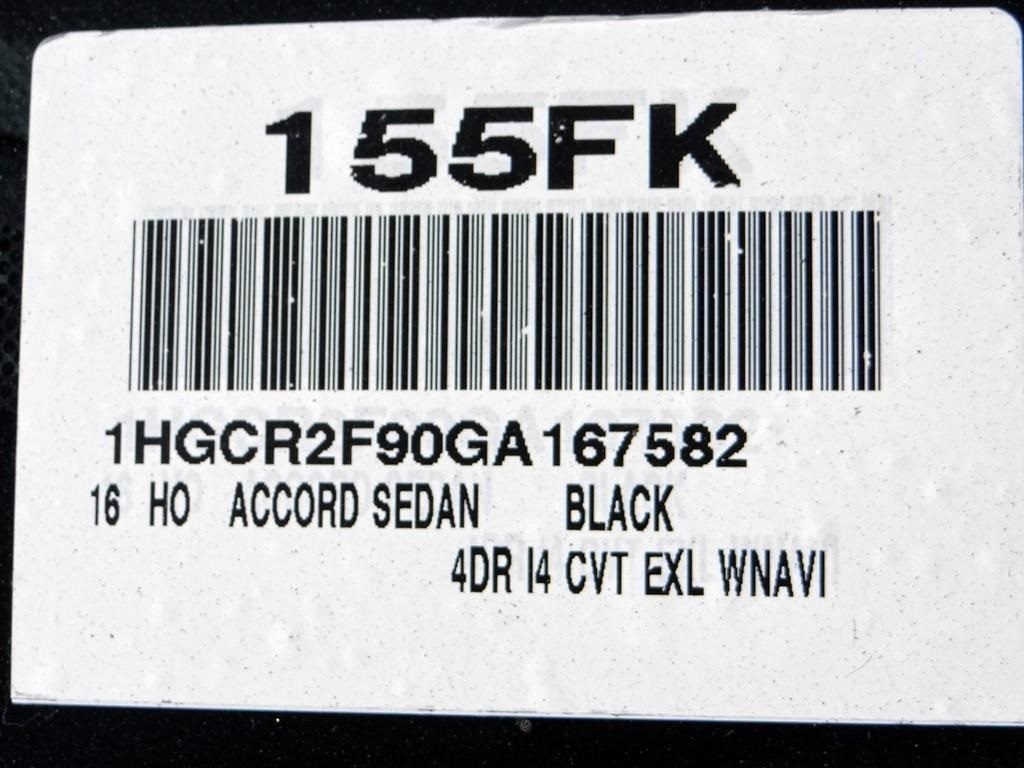 155FK
1HGCR2F90GA167582
16 HO ACCORD SEDAN BLACK
4DR I4 CVT EXL WNAVI